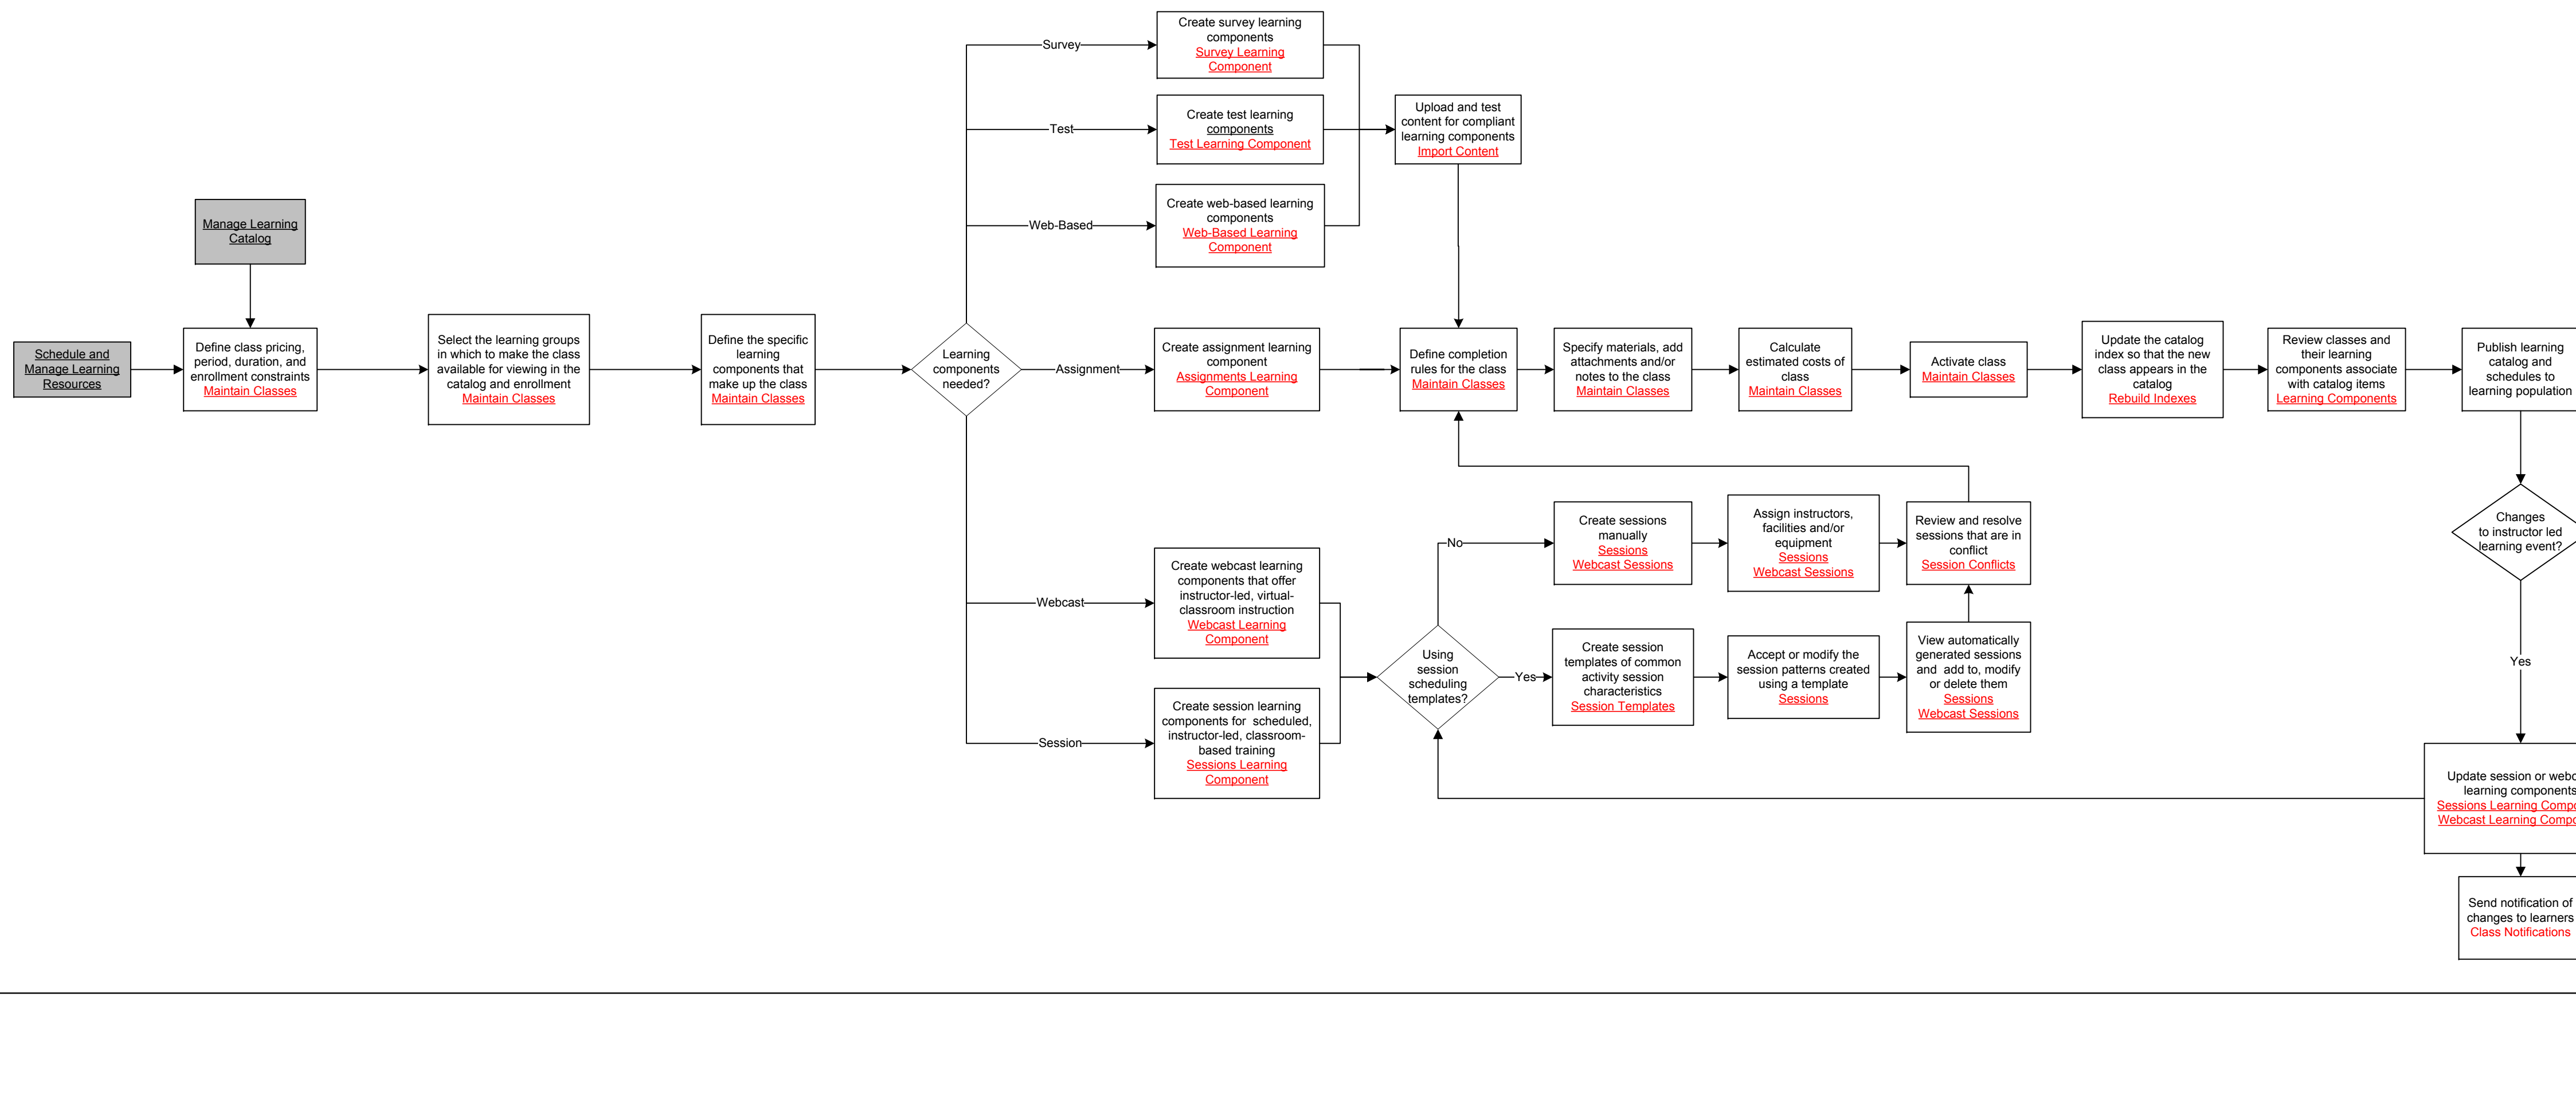 Create survey learning
components
Survey Learning
Component
Survey
Create test learning
components
Test Learning Component
Test
Upload and test
content for compliant
learning components
Import Content
Create web-based learning
components
Web-Based Learning
Component
Web-Based
Manage Learning
Catalog
Schedule and
Manage Learning
Resources
Define class pricing,
period, duration, and
enrollment constraints
Maintain Classes
Select the learning groups
in which to make the class
available for viewing in the
catalog and enrollment
Maintain Classes
Define the specific
learning
components that
make up the class
Maintain Classes
Learning
components
needed?
Assignment
Create assignment learning
component
Assignments Learning
Component
Define completion
rules for the class
Maintain Classes
Specify materials, add
attachments and/or
notes to the class
Maintain Classes
Calculate
estimated costs of
class
Maintain Classes
Activate class
Maintain Classes
Update the catalog
index so that the new
class appears in the
catalog
Rebuild Indexes
Review classes and
their learning
components associate
with catalog items
Learning Components
Publish learning
catalog and
schedules to
learning population
Changes
to instructor led
learning event?
No
Create sessions
manually
Sessions
Webcast Sessions
Assign instructors,
facilities and/or
equipment
Sessions
Webcast Sessions
Review and resolve
sessions that are in
conflict
Session Conflicts
Webcast
Create webcast learning
components that offer
instructor-led, virtual-
classroom instruction
Webcast Learning
Component
Using
session
scheduling
templates?
Yes
Create session
templates of common
activity session
characteristics
Session Templates
Accept or modify the
session patterns created
using a template
Sessions
View automatically
generated sessions
and add to, modify
or delete them
Sessions
Webcast Sessions
Yes
Session
Create session learning
components for scheduled,
instructor-led, classroom-
based training
Sessions Learning
Component
Update session or
learning components
Sessions Learning
Webcast Learning
Send notification of
changes to learners
Class Notifications